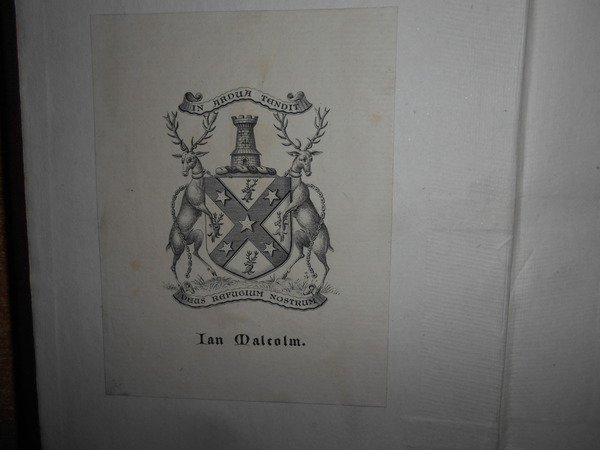 IN ARDUA TENDIT
DEUS REFUGIUM NOSTRUM
Ian Malcolm.